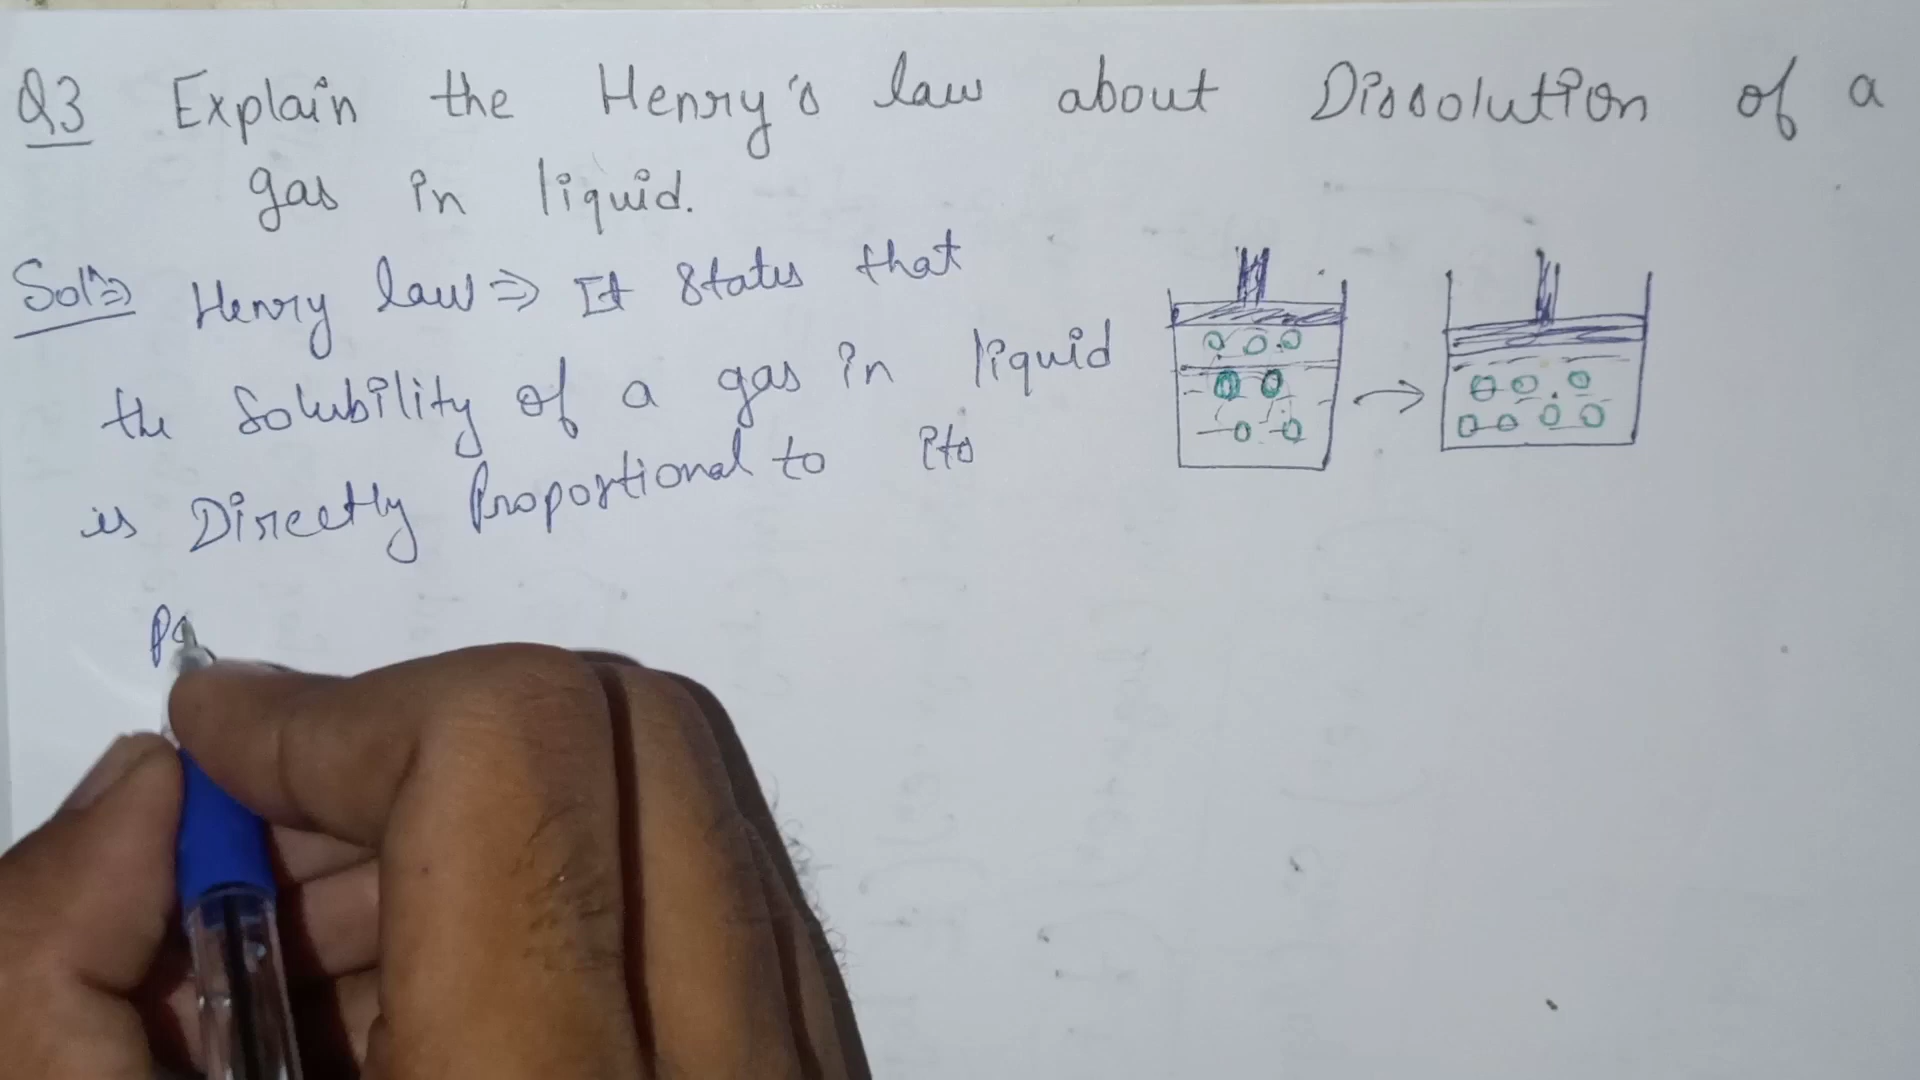 Q3 Explain the Henry's law about Dissolution of a
gas in liquid.
Solⁿ⇒ Henry law ⇒ It states that
the Solubility of a gas in liquid
is Directly Proportional to its